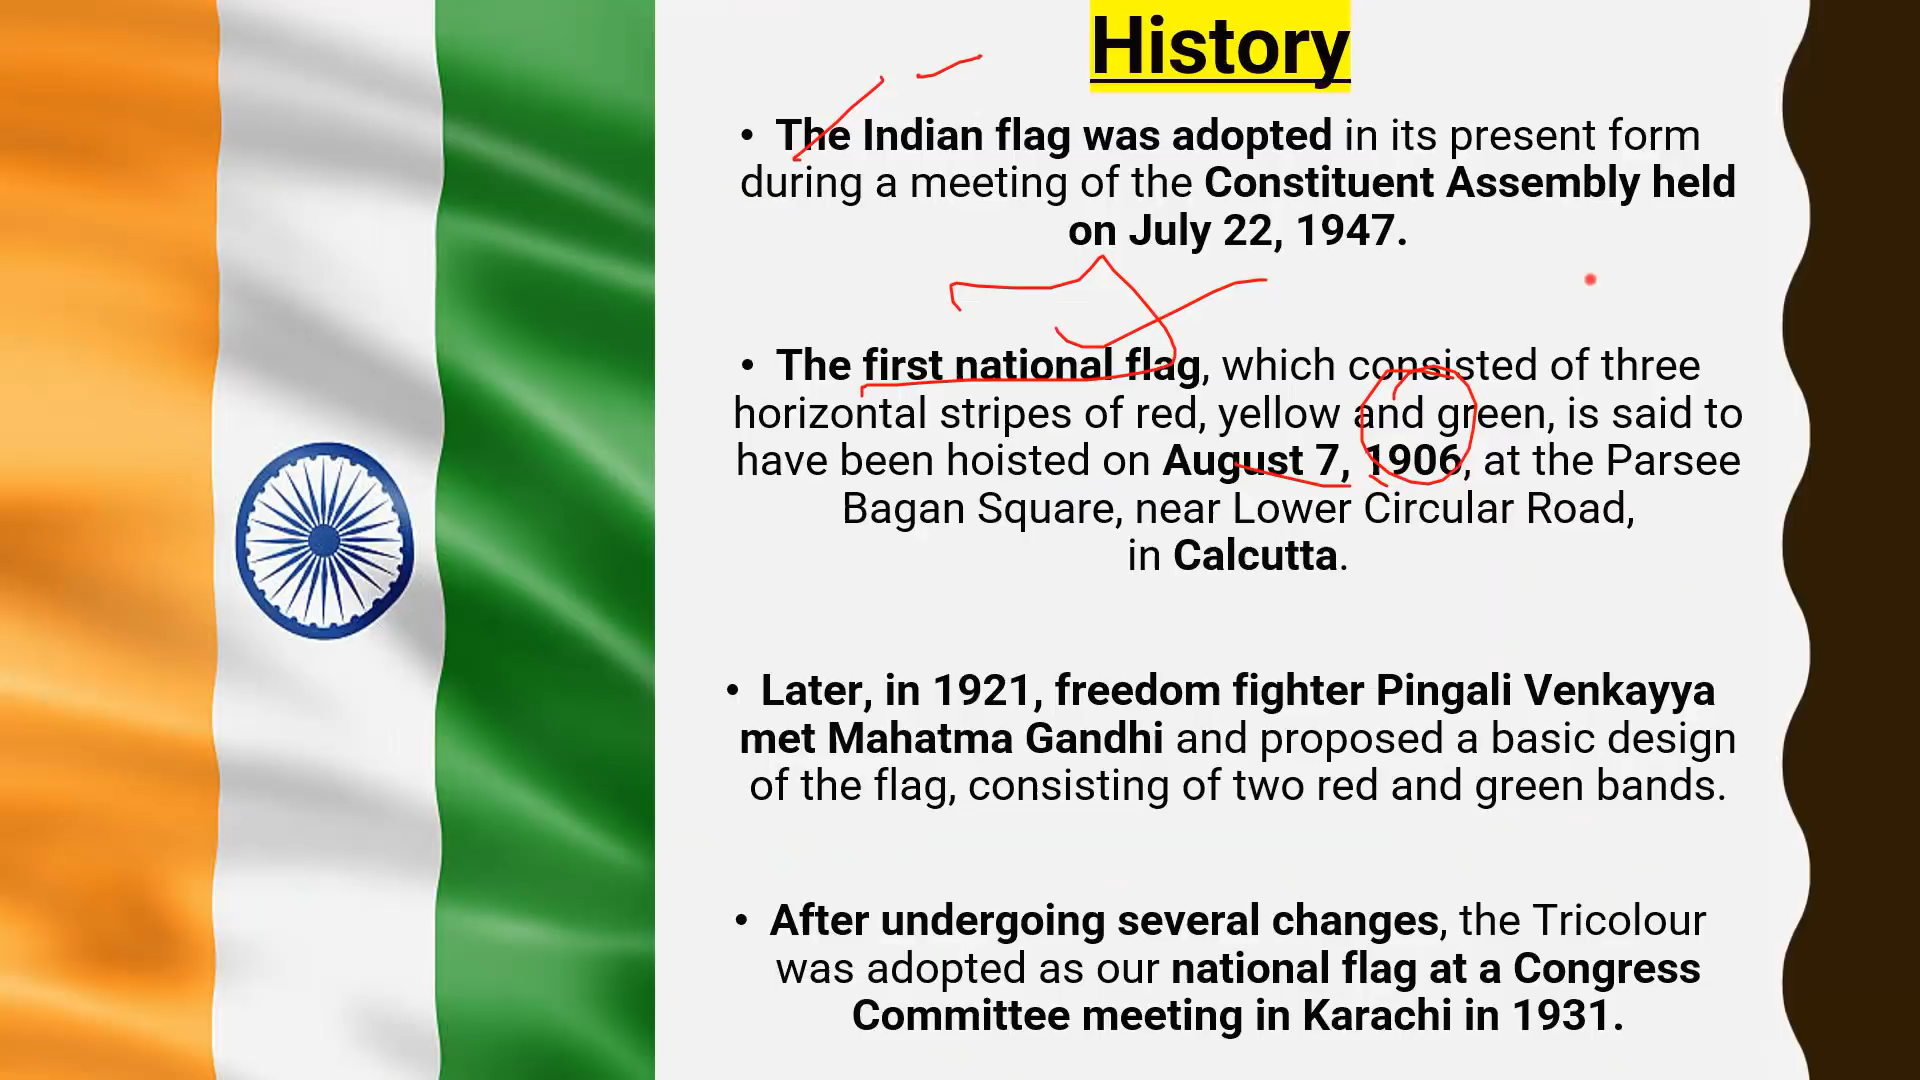 History
• The Indian flag was adopted in its present form
during a meeting of the Constituent Assembly held
on July 22, 1947.
• The first national flag, which consisted of three
horizontal stripes of red, yellow and green, is said to
have been hoisted on August 7, 1906, at the Parsee
Bagan Square, near Lower Circular Road,
in Calcutta.
• Later, in 1921, freedom fighter Pingali Venkayya
met Mahatma Gandhi and proposed a basic design
of the flag, consisting of two red and green bands.
• After undergoing several changes, the Tricolour
was adopted as our national flag at a Congress
Committee meeting in Karachi in 1931.